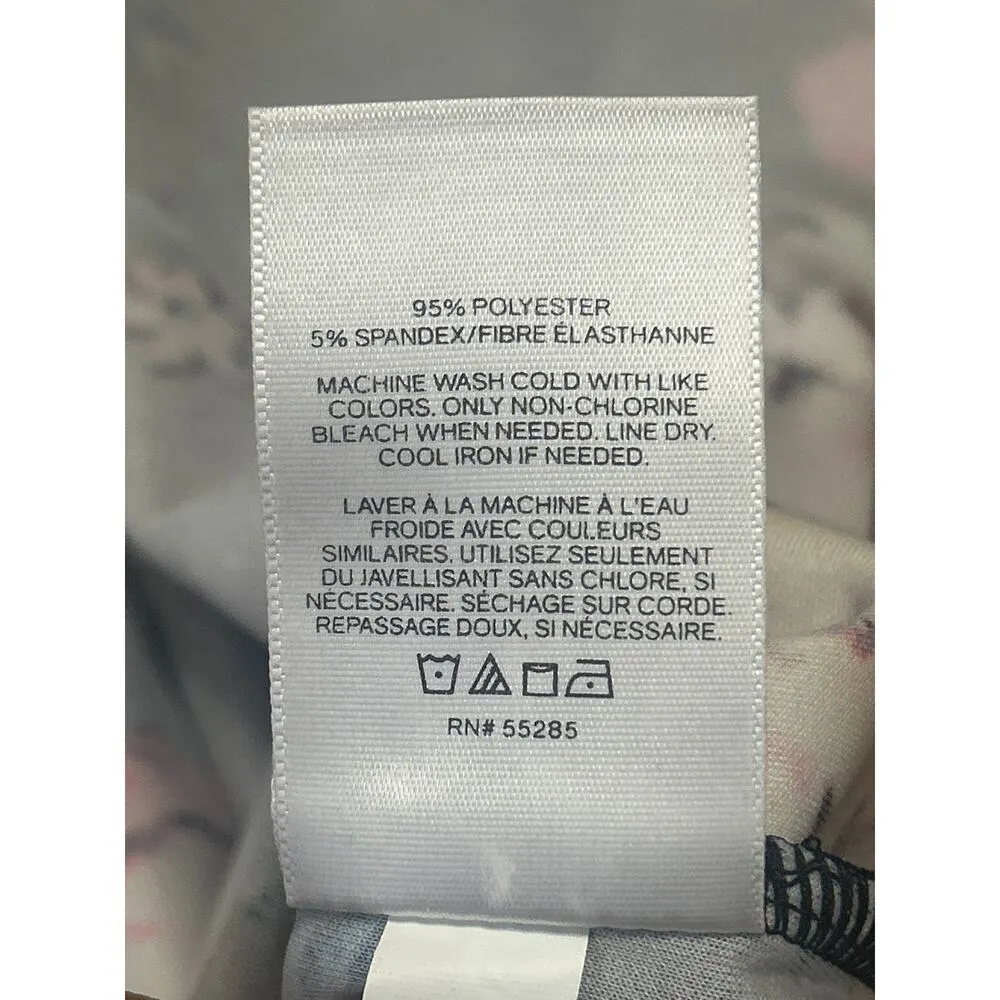 95% POLYESTER
5% SPANDEX/FIBRE ÉLASTHANNE
MACHINE WASH COLD WITH LIKE
COLORS. ONLY NON-CHLORINE
BLEACH WHEN NEEDED. LINE DRY.
COOL IRON IF NEEDED.
LAVER À LA MACHINE À L'EAU
FROIDE AVEC COULEURS
SIMILAIRES. UTILISEZ SEULEMENT
DU JAVELLISANT SANS CHLORE, SI
NÉCESSAIRE. SÉCHAGE SUR CORDE.
REPASSAGE DOUX, SI NÉCESSAIRE.
RN# 55285